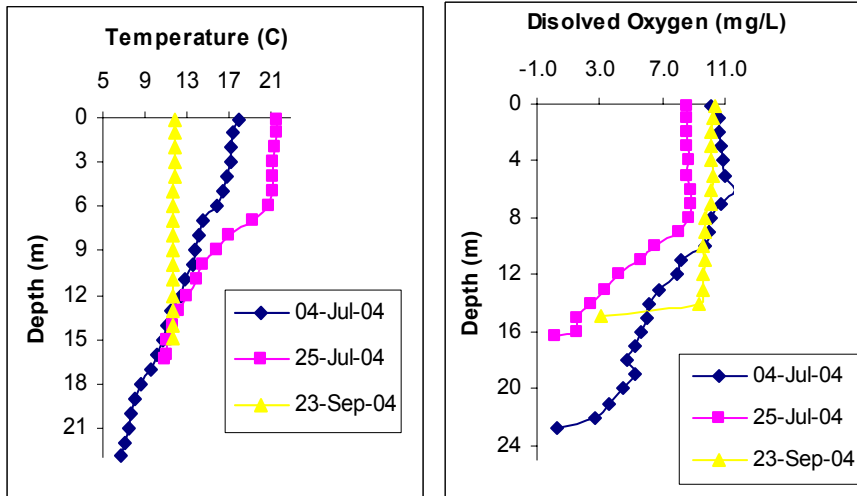 Temperature (C)
5 9 13 17 21
0
3
6
9
12
15
18
21
Depth (m)
04-Jul-04
25-Jul-04
23-Sep-04
Disolved Oxygen (mg/L)
-1.0 3.0 7.0 11.0
0
4
8
12
16
20
24
Depth (m)
04-Jul-04
25-Jul-04
23-Sep-04